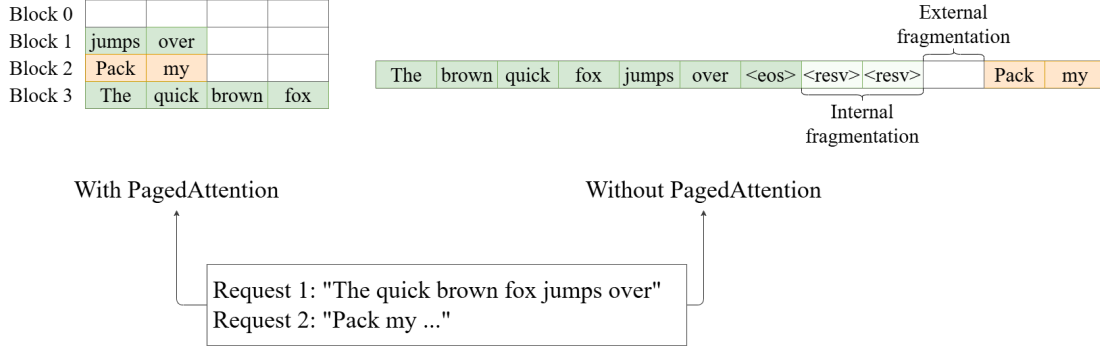 Block 0
Block 1 jumps over
Block 2 Pack my
Block 3 The quick brown fox
External
fragmentation
The brown quick fox jumps over <eos> <resv> <resv> Pack my
Internal
fragmentation
With PagedAttention
Without PagedAttention
Request 1: "The quick brown fox jumps over"
Request 2: "Pack my ..."